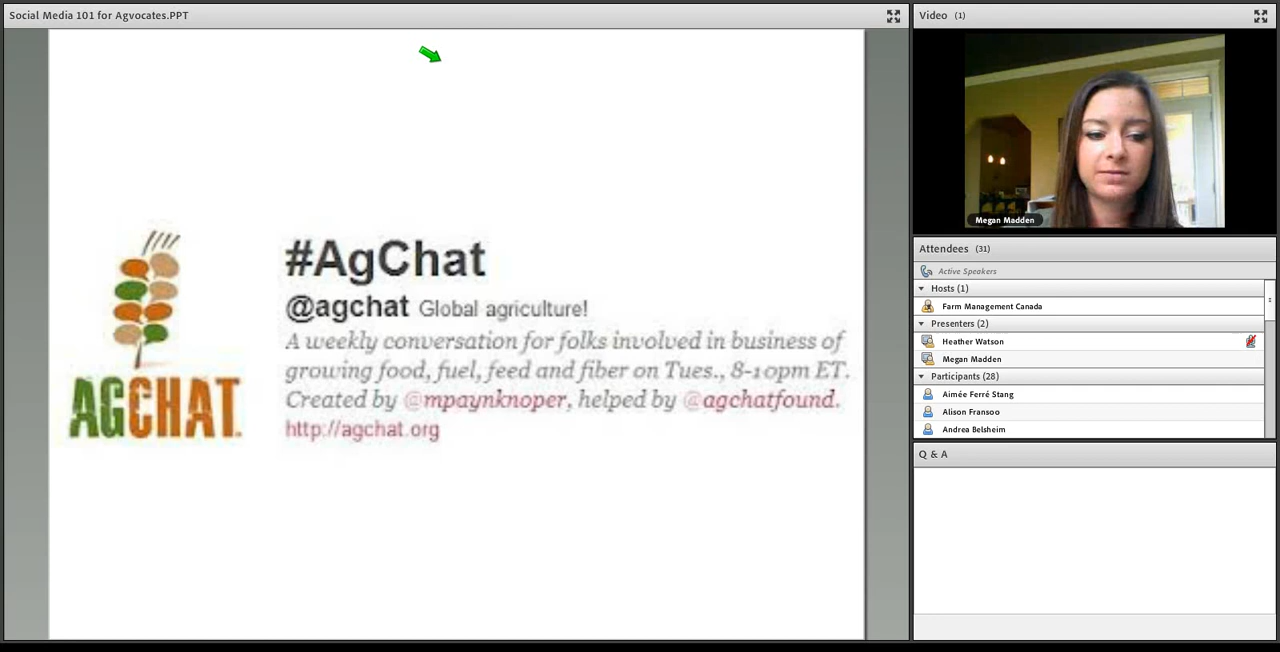 Social Media 101 for Agvocates.PPT
#AgChat
@agchat Global agriculture!
A weekly conversation for folks involved in business of
growing food, fuel, feed and fiber on Tues., 8-10pm ET.
Created by @mpaynknoper, helped by @agchatfound.
http://agchat.org
AGCHAT.
Video (1)
Megan Madden
Attendees (31)
Active Speakers
Hosts (1)
Farm Management Canada
Presenters (2)
Heather Watson
Megan Madden
Participants (28)
Aimée Ferré Stang
Alison Fransoo
Andrea Belsheim
Q & A